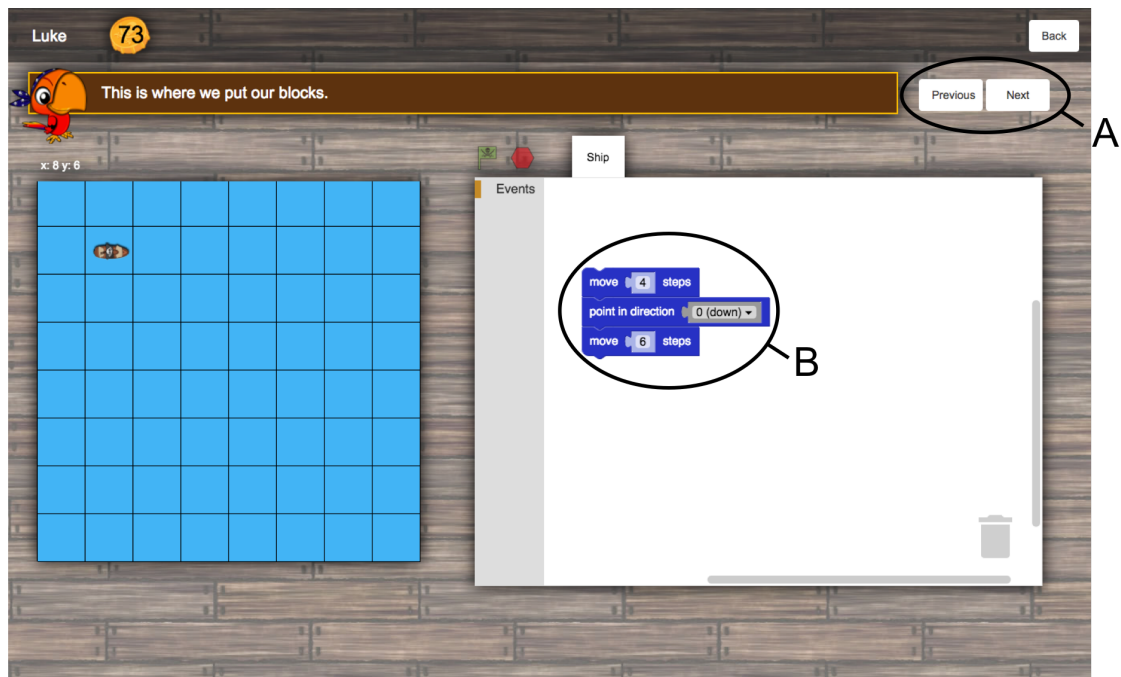 Luke 73 Back
This is where we put our blocks.
Previous Next
A
x: 8 y: 6
Ship
Events
move 4 steps
point in direction 0 (down)
move 6 steps
B